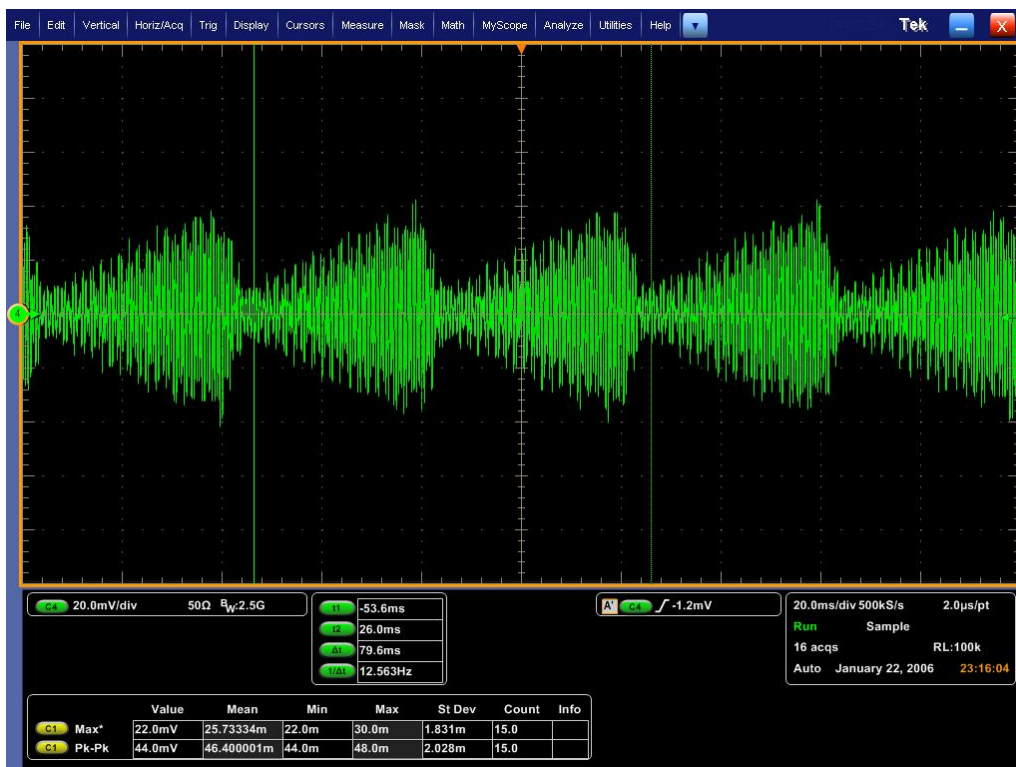 File Edit Vertical Horiz/Acq Trig Display Cursors Measure Mask Math MyScope Analyze Utilities Help Tek X
4
C4 20.0mV/div 50Ω BW:2.5G
t1 -53.6ms
t2 26.0ms
Δt 79.6ms
1/Δt 12.563Hz
A' C4 -1.2mV
20.0ms/div 500kS/s 2.0µs/pt
Run Sample
16 acqs RL:100k
Auto January 22, 2006 23:16:04
Value Mean Min Max St Dev Count Info
C1 Max* 22.0mV 25.73334m 22.0m 30.0m 1.831m 15.0
C1 Pk-Pk 44.0mV 46.400001m 44.0m 48.0m 2.028m 15.0